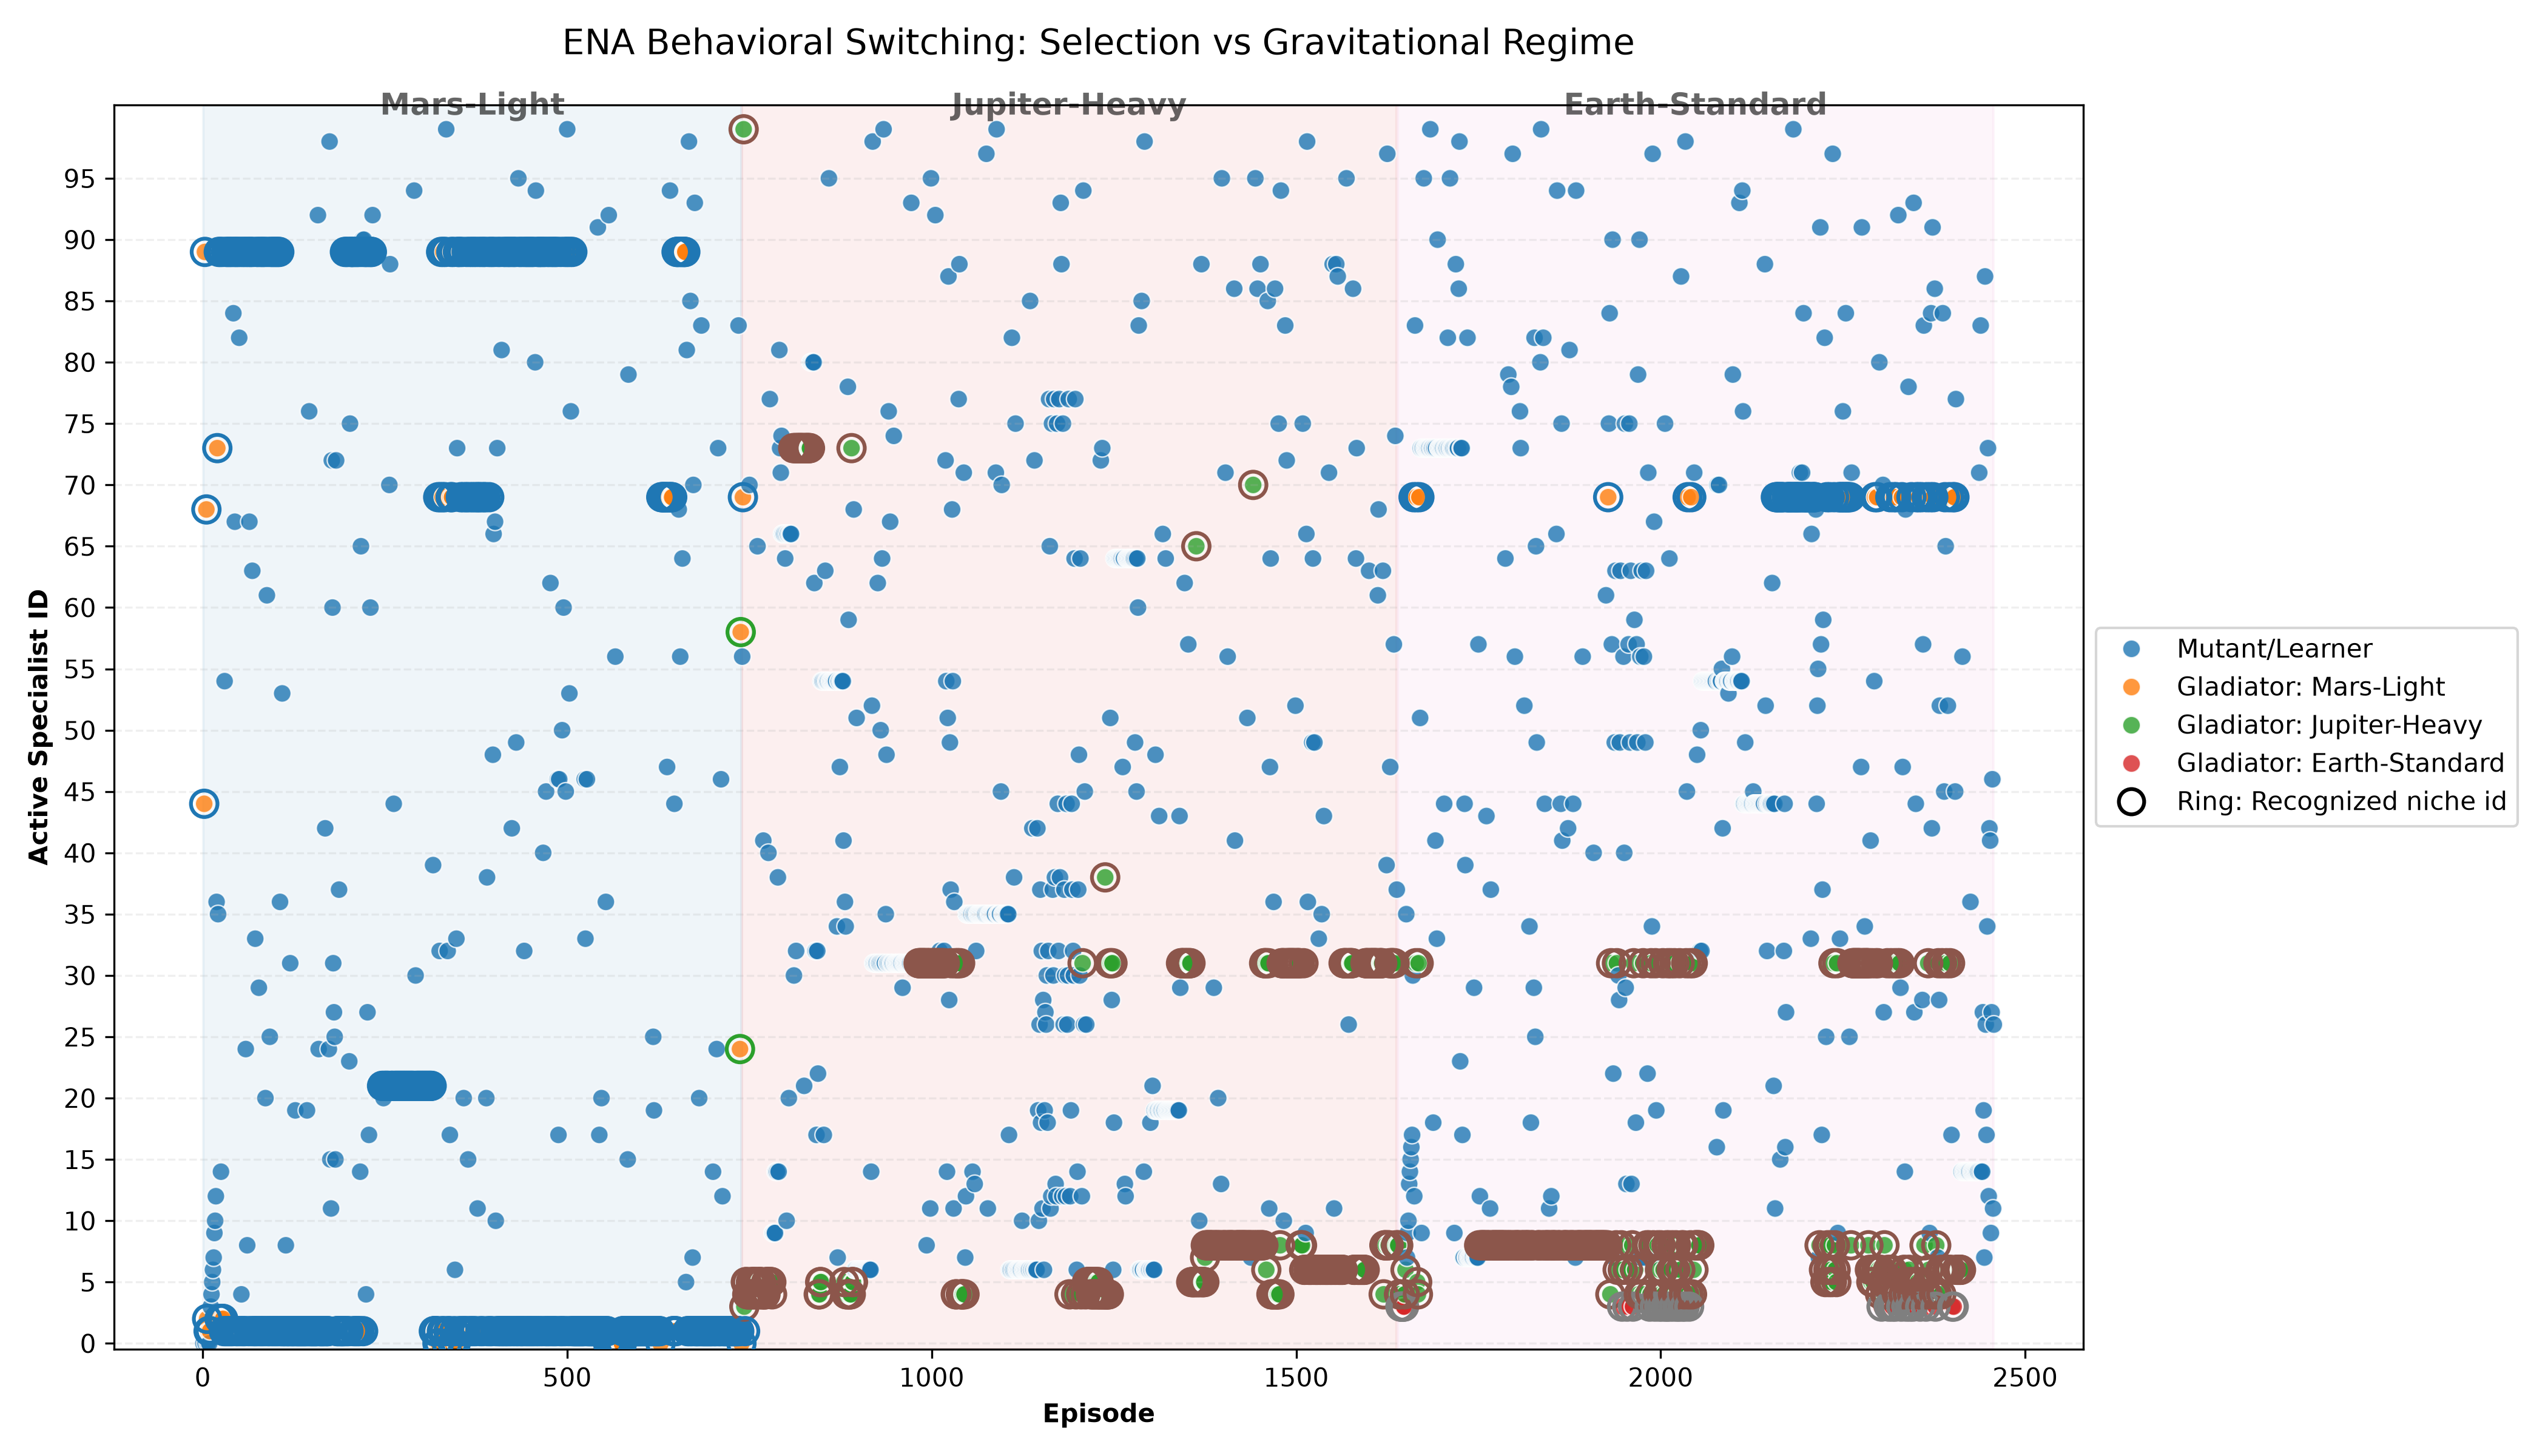 ENA Behavioral Switching: Selection vs Gravitational Regime
Mars-Light
Jupiter-Heavy
Earth-Standard
95
90
85
80
75
70
65
60
55
50
45
40
35
30
25
20
15
10
5
0
Active Specialist ID
0
500
1000
1500
2000
2500
Episode
Mutant/Learner
Gladiator: Mars-Light
Gladiator: Jupiter-Heavy
Gladiator: Earth-Standard
Ring: Recognized niche id